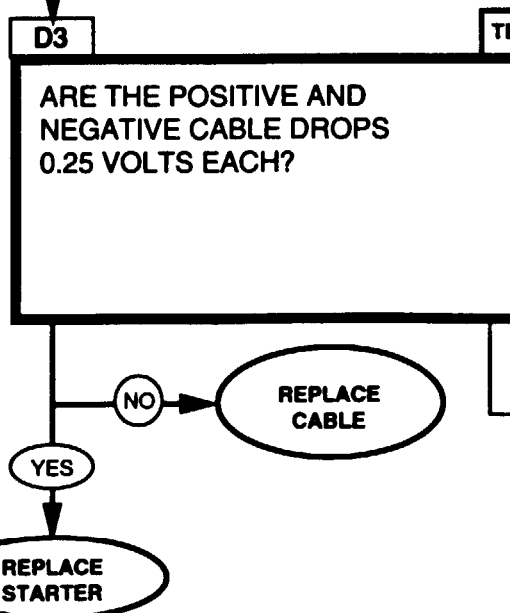 D3
ARE THE POSITIVE AND
NEGATIVE CABLE DROPS
0.25 VOLTS EACH?
NO
REPLACE
CABLE
YES
REPLACE
STARTER